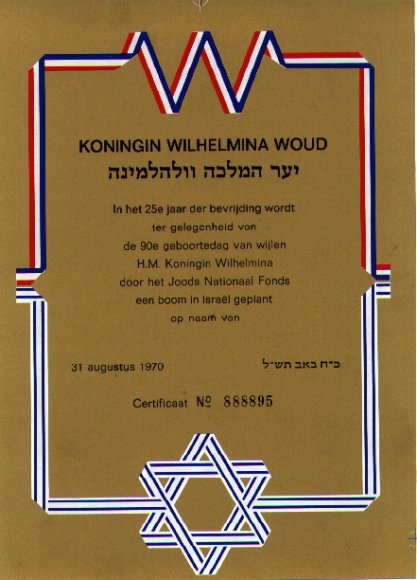 KONINGIN WILHELMINA WOUD
יער המלכה וולהלמינה
In het 25e jaar der bevrijding wordt
ter gelegenheid van
de 90e geboortedag van wijlen
H.M. Koningin Wilhelmina
door het Joods Nationaal Fonds
een boom in Israël geplant
op naam van
31 augustus 1970 כ״ח באב תש״ל
Certificaat № 888895